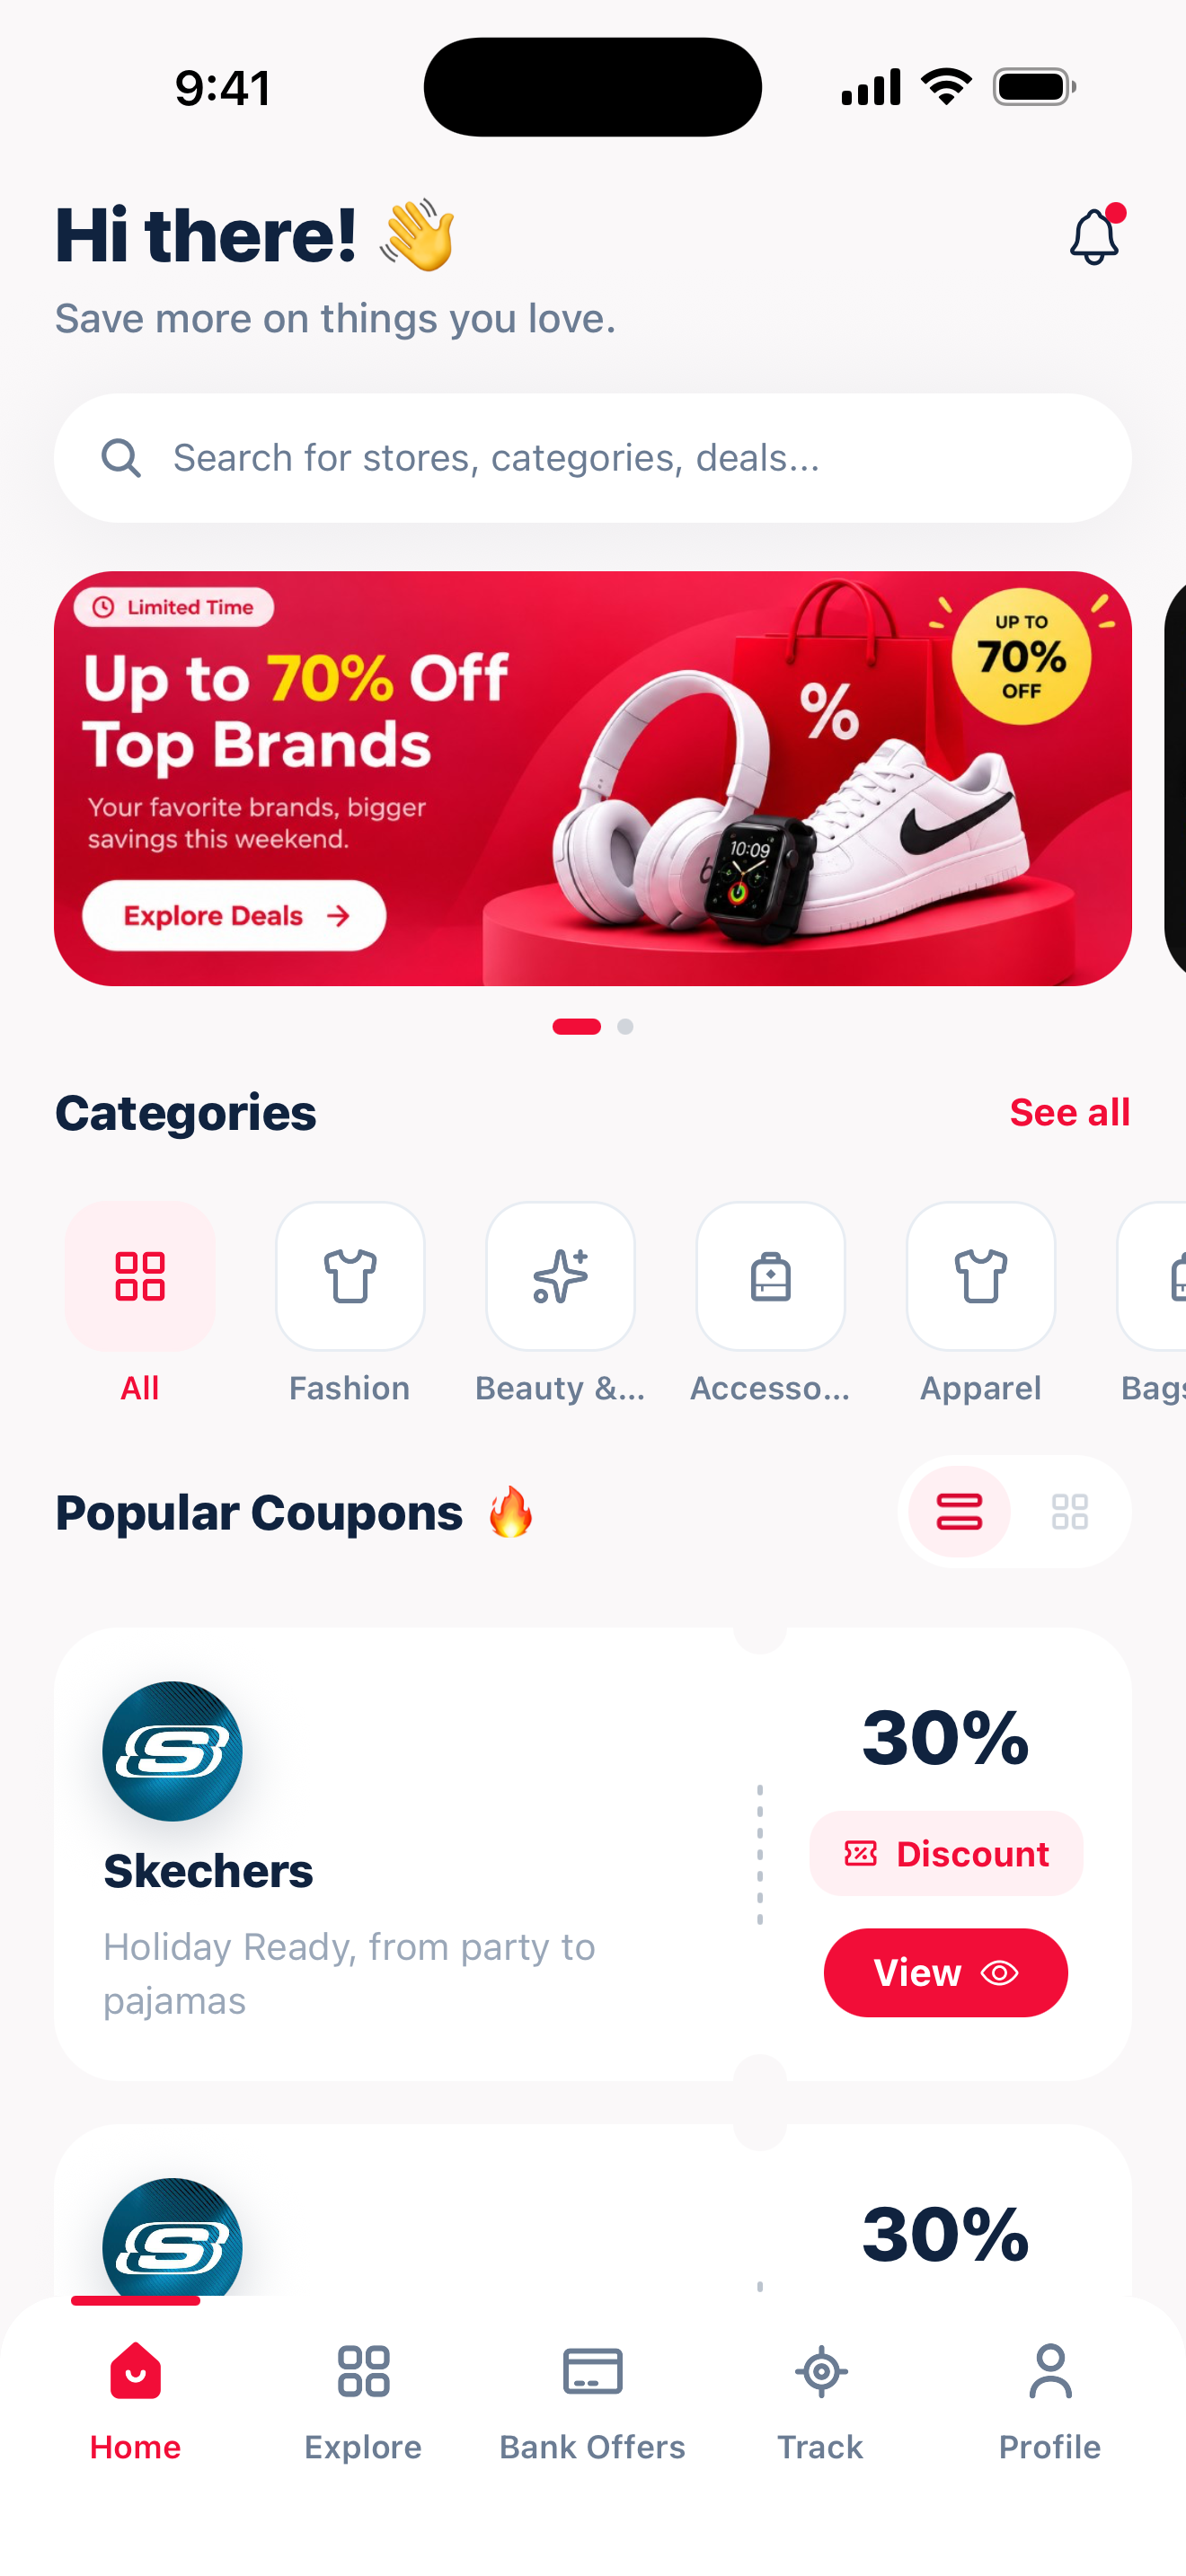 9:41
Hi there! 👋
Save more on things you love.
Search for stores, categories, deals...
Limited Time
Up to 70% Off
Top Brands
Your favorite brands, bigger
savings this weekend.
Explore Deals →
UP TO
70%
OFF
%
10:09
Categories
See all
All
Fashion
Beauty &...
Accesso...
Apparel
Bags
Popular Coupons 🔥
Skechers
Holiday Ready, from party to
pajamas
30%
Discount
View
30%
Home
Explore
Bank Offers
Track
Profile